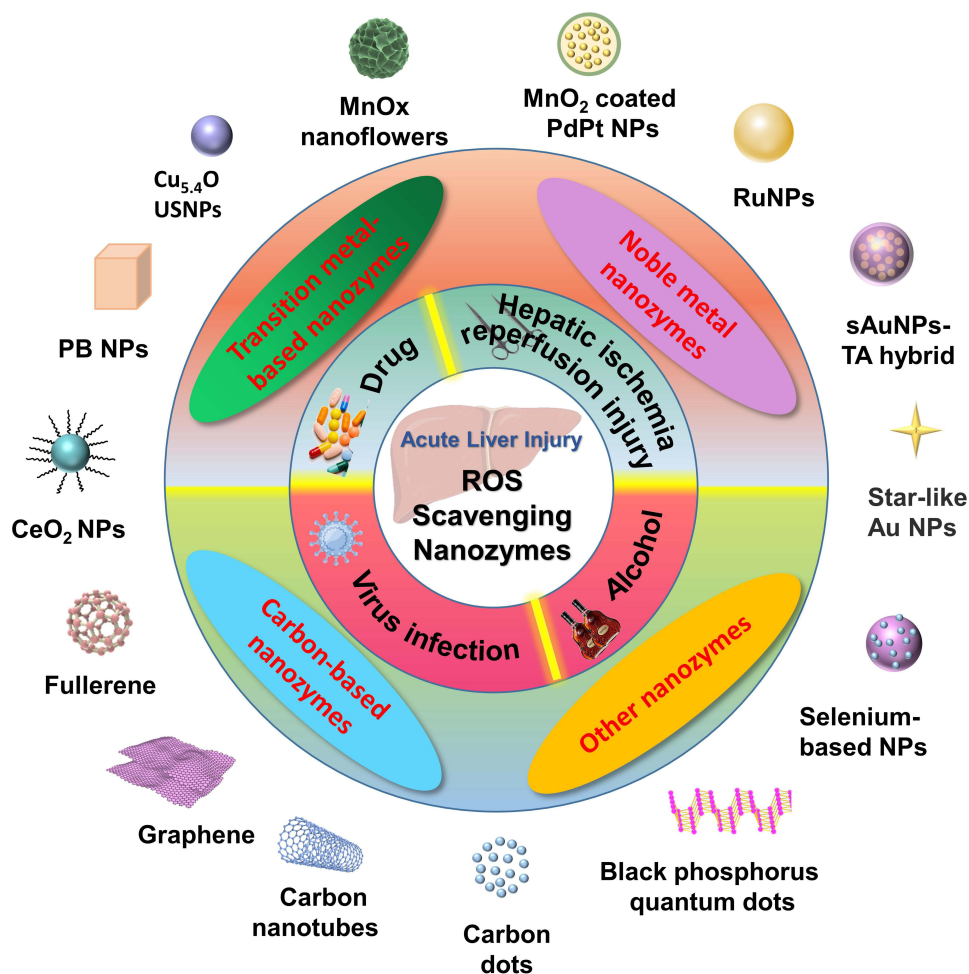 MnOx
nanoflowers
MnO₂ coated
PdPt NPs
Cu₅.₄O
USNPs
RuNPs
PB NPs
sAuNPs-
TA hybrid
CeO₂ NPs
Star-like
Au NPs
Fullerene
Selenium-
based NPs
Graphene
Black phosphorus
quantum dots
Carbon
nanotubes
Carbon
dots
Transition metal-
based nanozymes
Noble metal
nanozymes
Carbon-based
nanozymes
Other nanozymes
Drug
Hepatic ischemia
reperfusion injury
Virus infection
Alcohol
Acute Liver Injury
ROS
Scavenging
Nanozymes